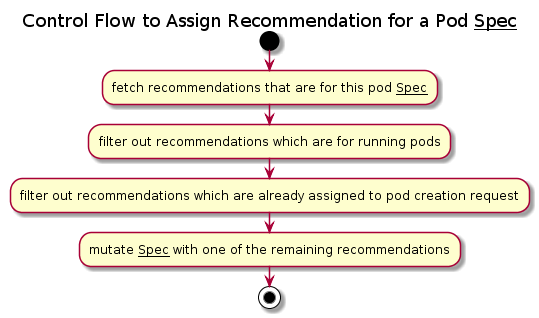 Control Flow to Assign Recommendation for a Pod Spec
fetch recommendations that are for this pod Spec
filter out recommendations which are for running pods
filter out recommendations which are already assigned to pod creation request
mutate Spec with one of the remaining recommendations